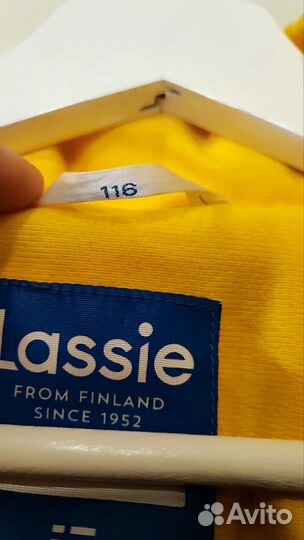 116
Lassie
FROM FINLAND
SINCE 1952
Avito